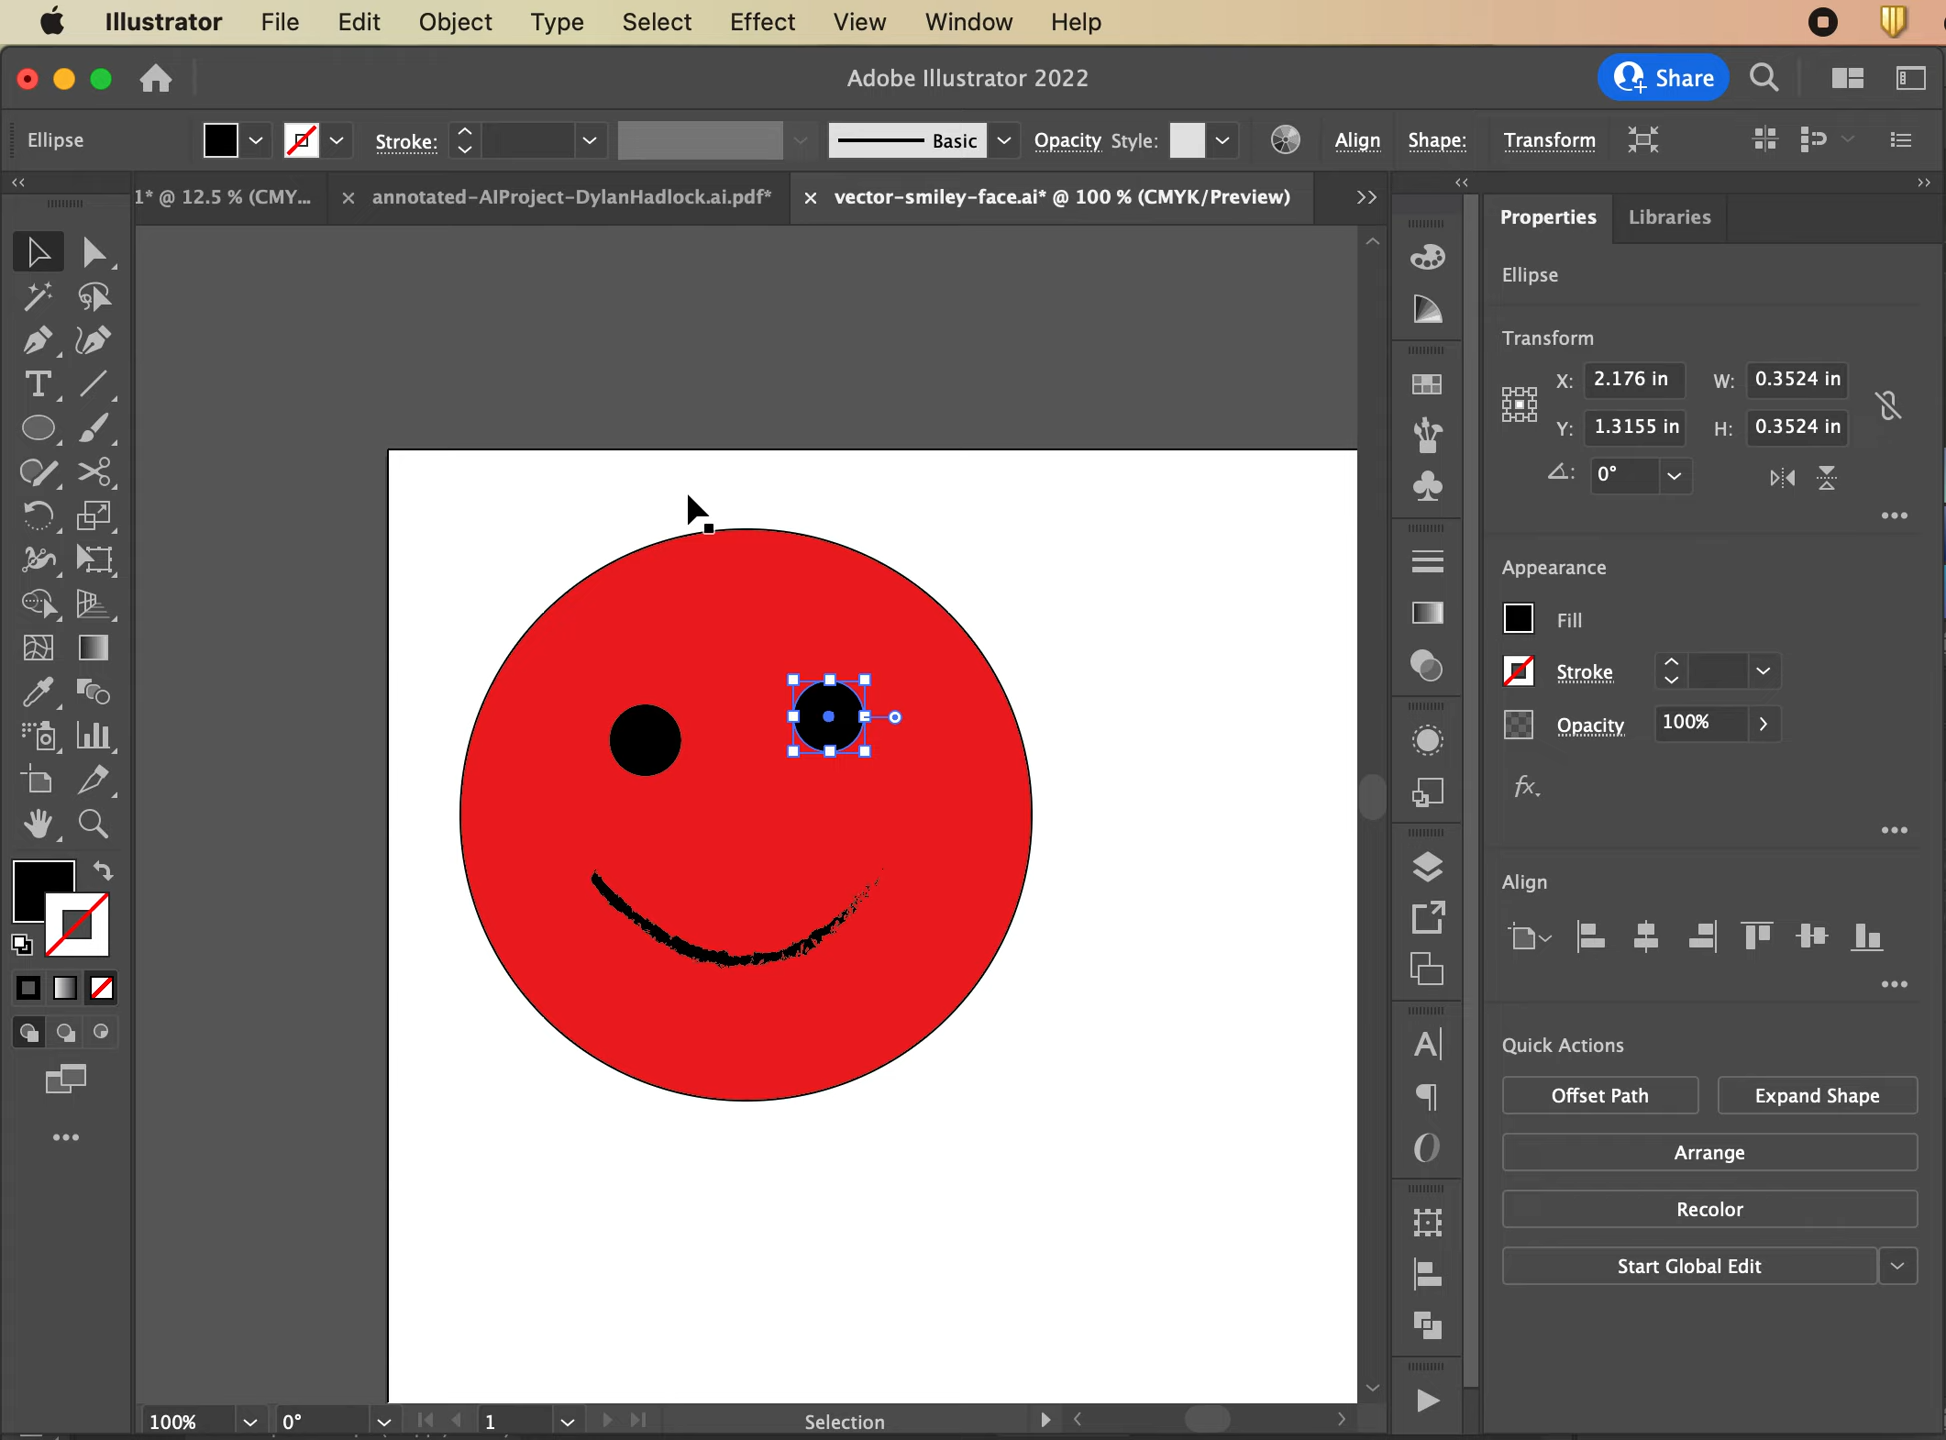 Illustrator File Edit Object Type Select Effect View Window Help
Adobe Illustrator 2022
Share
Ellipse
Stroke:
Basic
Opacity Style:
Align
Shape:
Transform
1* @ 12.5 % (CMY...
annotated-AIProject-DylanHadlock.ai.pdf*
vector-smiley-face.ai* @ 100 % (CMYK/Preview)
Properties
Libraries
Ellipse
Transform
X: 2.176 in W: 0.3524 in
Y: 1.3155 in H: 0.3524 in
0°
Appearance
Fill
Stroke
Opacity 100%
fx.
Align
Quick Actions
Offset Path
Expand Shape
Arrange
Recolor
Start Global Edit
100%
0°
1
Selection